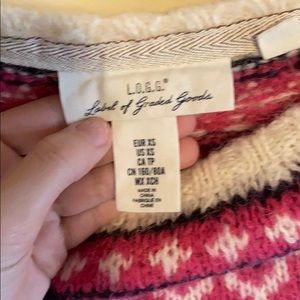 L.O.G.G.®
Label of Graded Goods
EUR XS
US XS
CA TP
CN 160/80A
MX XCH
MADE IN
CHINA
FABRIQUÉ EN
CHINE